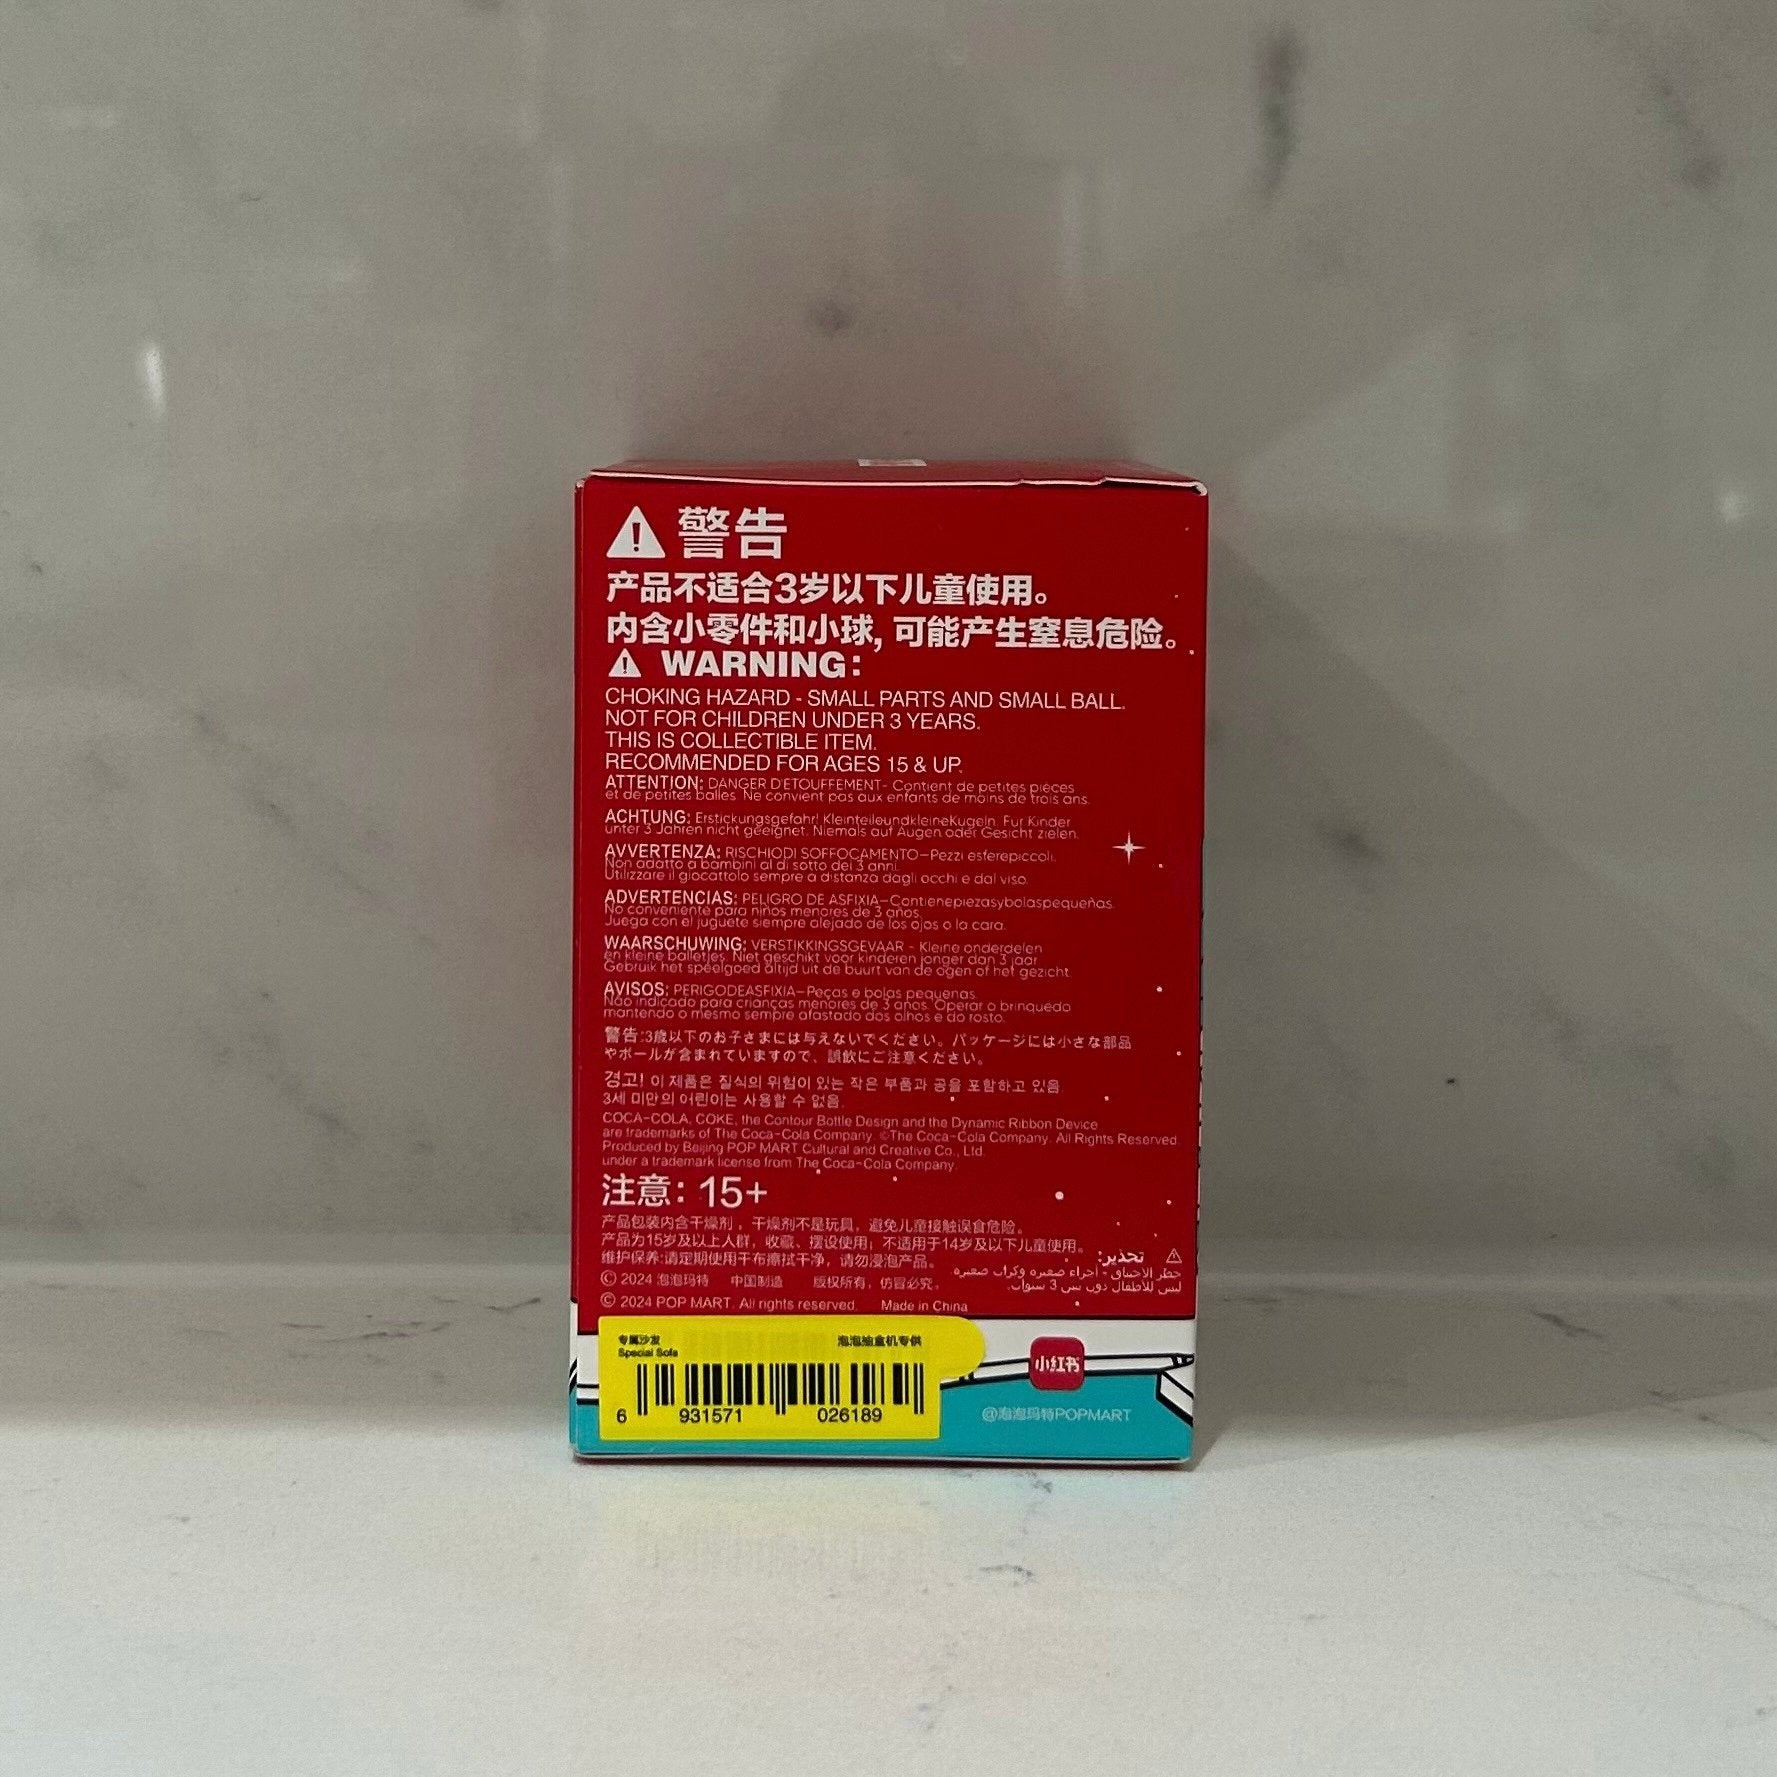 警告
产品不适合3岁以下儿童使用。
内含小零件和小球, 可能产生窒息危险。
WARNING:
CHOKING HAZARD - SMALL PARTS AND SMALL BALL.
NOT FOR CHILDREN UNDER 3 YEARS.
THIS IS COLLECTIBLE ITEM.
RECOMMENDED FOR AGES 15 & UP.
ATTENTION: DANGER D'ETOUFFEMENT- Contient de petites pièces
et de petites balles. Ne convient pas aux enfants de moins de trois ans.
ACHTUNG: Erstickungsgefahr! KleinteileundkleineKugeln. Fur Kinder
unter 3 Jahren nicht geeignet. Niemals auf Augen oder Gesicht zielen.
AVVERTENZA: RISCHIODI SOFFOCAMENTO—Pezzi esferepiccoli.
Non adatto a bambini al di sotto dei 3 anni.
Utilizzare il giocattolo sempre a distanza dagli occhi e dal viso.
ADVERTENCIAS: PELIGRO DE ASFIXIA—Contienepiezasybolaspequeñas.
No conveniente para niños menores de 3 años.
Juega con el juguete siempre alejado de los ojos o la cara.
WAARSCHUWING: VERSTIKKINGSGEVAAR - Kleine onderdelen
en kleine balletjes. Niet geschikt voor kinderen jonger dan 3 jaar
Gebruik het speelgoed altijd uit de buurt van de ogen of het gezicht.
AVISOS: PERIGODEASFIXIA—Peças e bolas pequenas.
Não indicado para crianças menores de 3 anos. Operar o brinquedo
mantendo o mesmo sempre afastado dos olhos e do rosto.
警告:3歳以下のお子さまには与えないでください。パッケージには小さな部品
やボールが含まれていますので、誤飲にご注意ください。
경고! 이 제품은 질식의 위험이 있는 작은 부품과 공을 포함하고 있음.
3세 미만의 어린이는 사용할 수 없음.
COCA-COLA, COKE, the Contour Bottle Design and the Dynamic Ribbon Device
are trademarks of The Coca-Cola Company. ©The Coca-Cola Company. All Rights Reserved.
Produced by Beijing POP MART Cultural and Creative Co., Ltd.
under a trademark license from The Coca-Cola Company.
注意: 15+
产品包装内含干燥剂，干燥剂不是玩具，避免儿童接触误食危险。
产品为15岁及以上人群，收藏、摆设使用；不适用于14岁及以下儿童使用。
维护保养:请定期使用干布擦拭干净，请勿浸泡产品。
تحذير:
خطر الاختناق - أجزاء صغيرة وكرات صغيرة
ليس للأطفال دون سن 3 سنوات.
© 2024 泡泡玛特 中国制造 版权所有，仿冒必究。
© 2024 POP MART. All rights reserved. Made in China
专属沙发 泡泡抽盒机专供
Special Sofa
6 931571 026189
小红书
@泡泡玛特POPMART